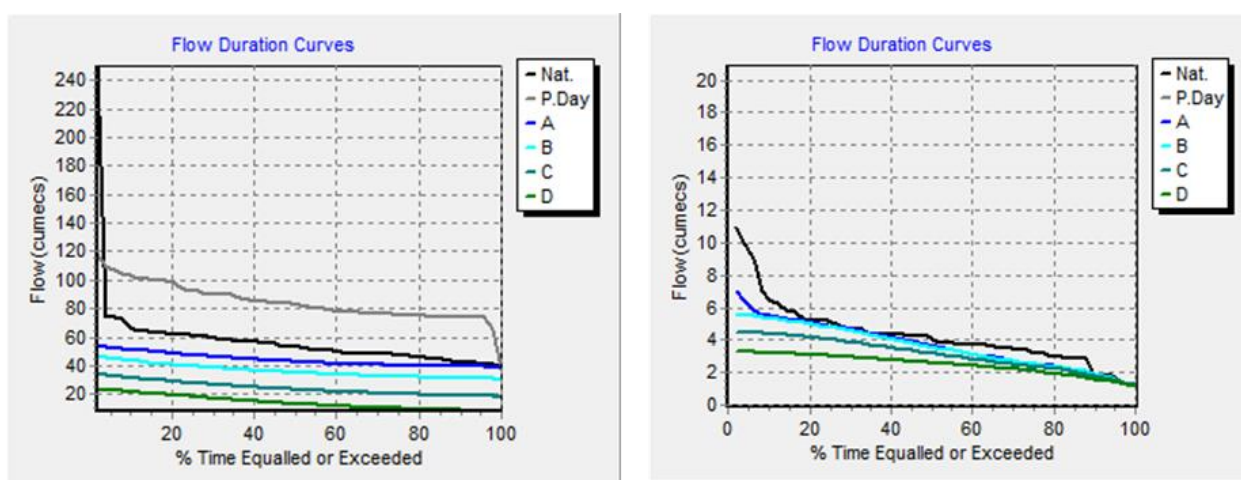 Flow Duration Curves
Flow (cumecs)
240
220
200
180
160
140
120
100
80
60
40
20
20 40 60 80 100
% Time Equalled or Exceeded
Nat.
P.Day
A
B
C
D
Flow Duration Curves
Flow (cumecs)
20
18
16
14
12
10
8
6
4
2
0
0 20 40 60 80 100
% Time Equalled or Exceeded
Nat.
P.Day
A
B
C
D